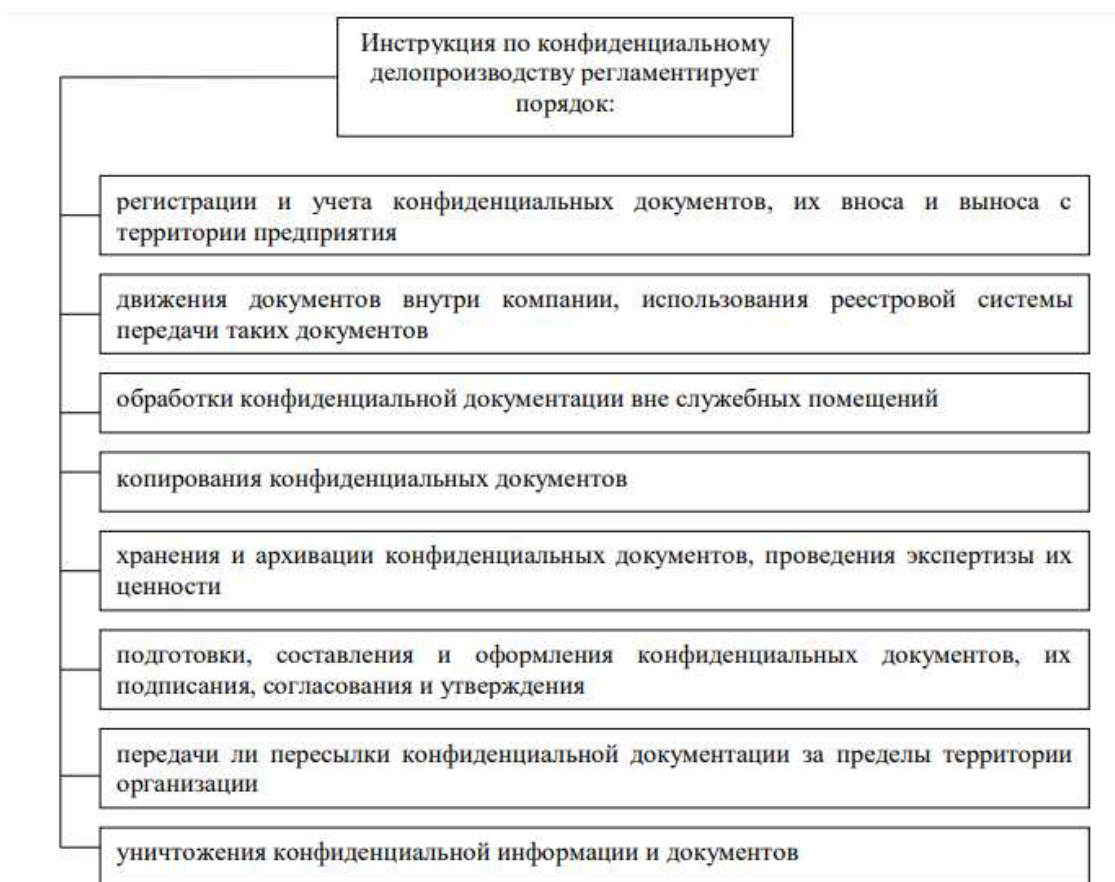 Инструкция по конфиденциальному
делопроизводству регламентирует
порядок:
регистрации и учета конфиденциальных документов, их вноса и выноса с
территории предприятия
движения документов внутри компании, использования реестровой системы
передачи таких документов
обработки конфиденциальной документации вне служебных помещений
копирования конфиденциальных документов
хранения и архивации конфиденциальных документов, проведения экспертизы их
ценности
подготовки, составления и оформления конфиденциальных документов, их
подписания, согласования и утверждения
передачи ли пересылки конфиденциальной документации за пределы территории
организации
уничтожения конфиденциальной информации и документов